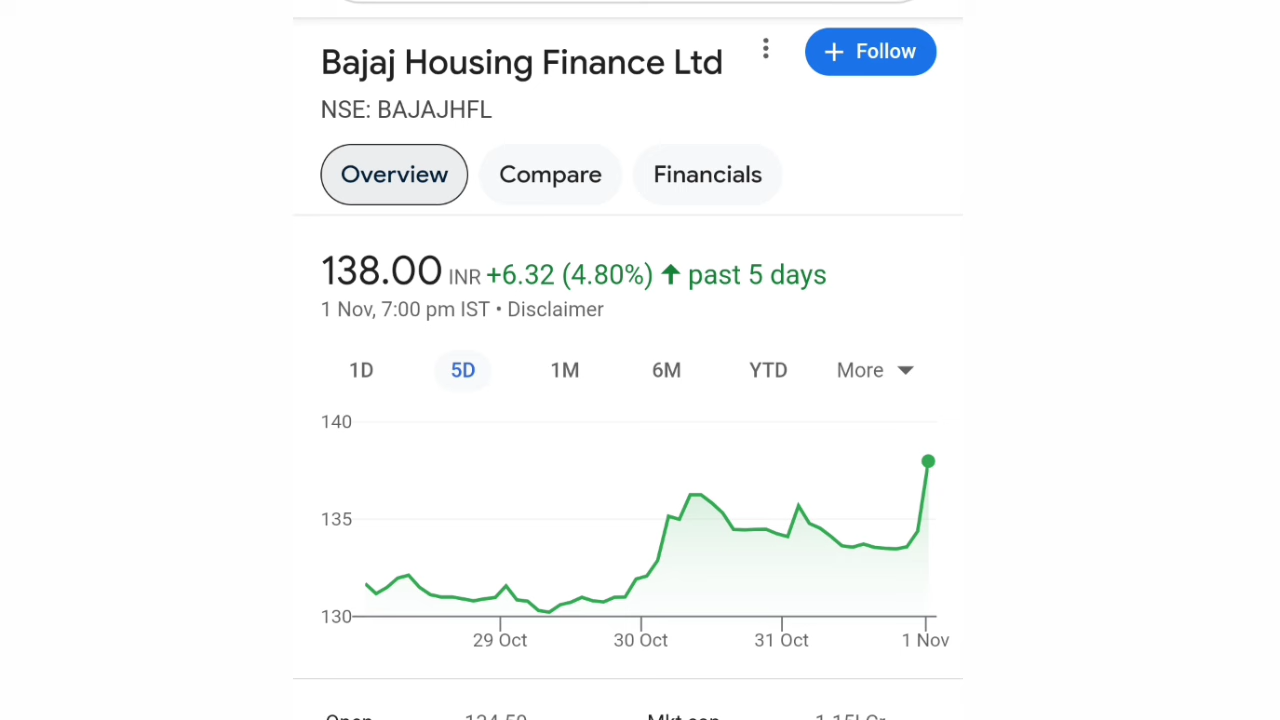 Bajaj Housing Finance Ltd
+ Follow
NSE: BAJAJHFL
Overview Compare Financials
138.00 INR +6.32 (4.80%) ↑ past 5 days
1 Nov, 7:00 pm IST • Disclaimer
1D 5D 1M 6M YTD More
140
135
130
29 Oct 30 Oct 31 Oct 1 Nov